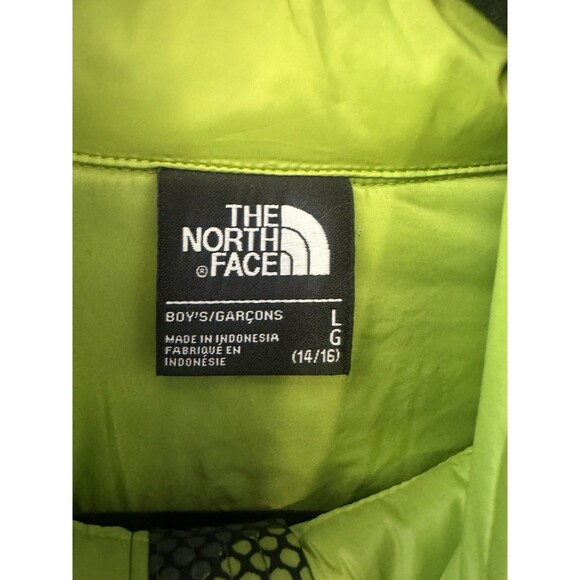 THE
NORTH
® FACE
BOY'S/GARÇONS L
MADE IN INDONESIA G
FABRIQUÉ EN
INDONÉSIE (14/16)